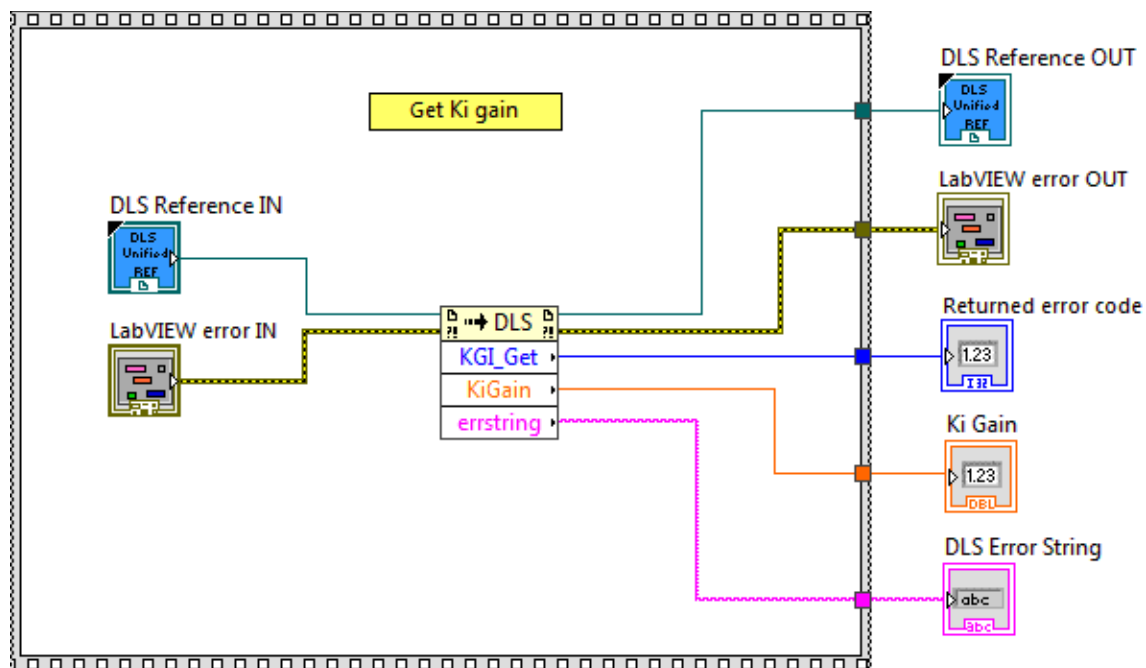 DLS Reference OUT
DLS
Unified
REF
Get Ki gain
LabVIEW error OUT
DLS Reference IN
DLS
Unified
REF
LabVIEW error IN
DLS
?! ?!
KGI_Get
KiGain
errstring
Returned error code
1.23
I32
Ki Gain
1.23
DBL
DLS Error String
abc
abc